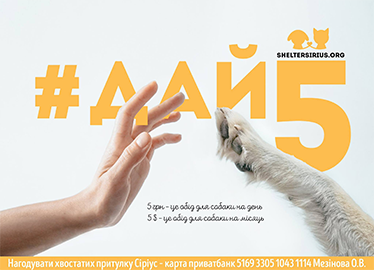 SHELTERSIRIUS.ORG
#ДАЙ5
5 грн - це обід для собаки на день
5 $ - це обід для собаки на місяць
Нагодувати хвостатих притулку Сіріус - карта приватбанк 5169 3305 1043 1114 Мезінова О.В.